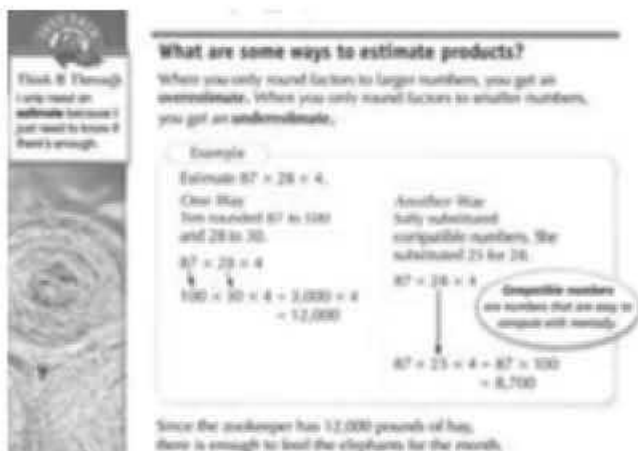 Think It Through
I only need an
estimate because I
just need to know if
there's enough.
What are some ways to estimate products?
When you only round factors to larger numbers, you get an
overestimate. When you only round factors to smaller numbers,
you get an underestimate.
Example
Estimate 87 × 28 × 4.
One Way
Tim rounded 87 to 100
and 28 to 30.
87 × 28 × 4
100 × 30 × 4 = 3,000 × 4
= 12,000
Another Way
Sally substituted
compatible numbers. She
substituted 25 for 28.
87 × 28 × 4
Compatible numbers
are numbers that are easy to
compute with mentally.
87 × 25 × 4 = 87 × 100
= 8,700
Since the zookeeper has 12,000 pounds of hay,
there is enough to feed the elephants for the month.